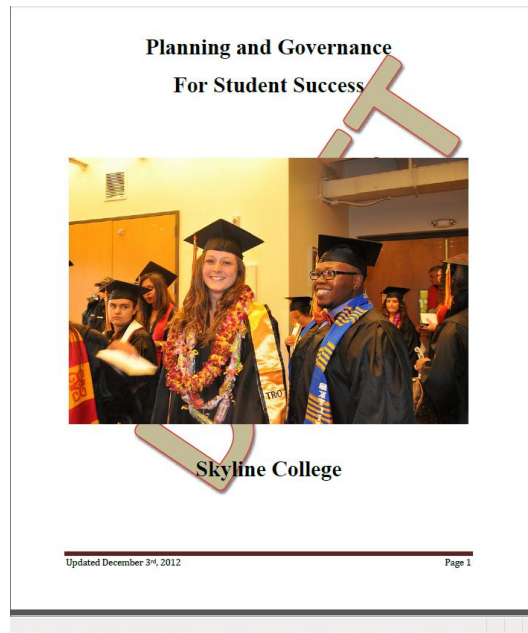 Planning and Governance
For Student Success
Skyline College
Updated December 3rd, 2012
Page 1